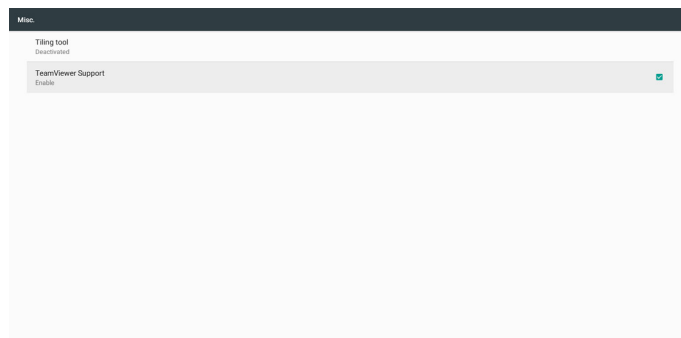 Misc.
Tiling tool
Deactivated
TeamViewer Support
Enable